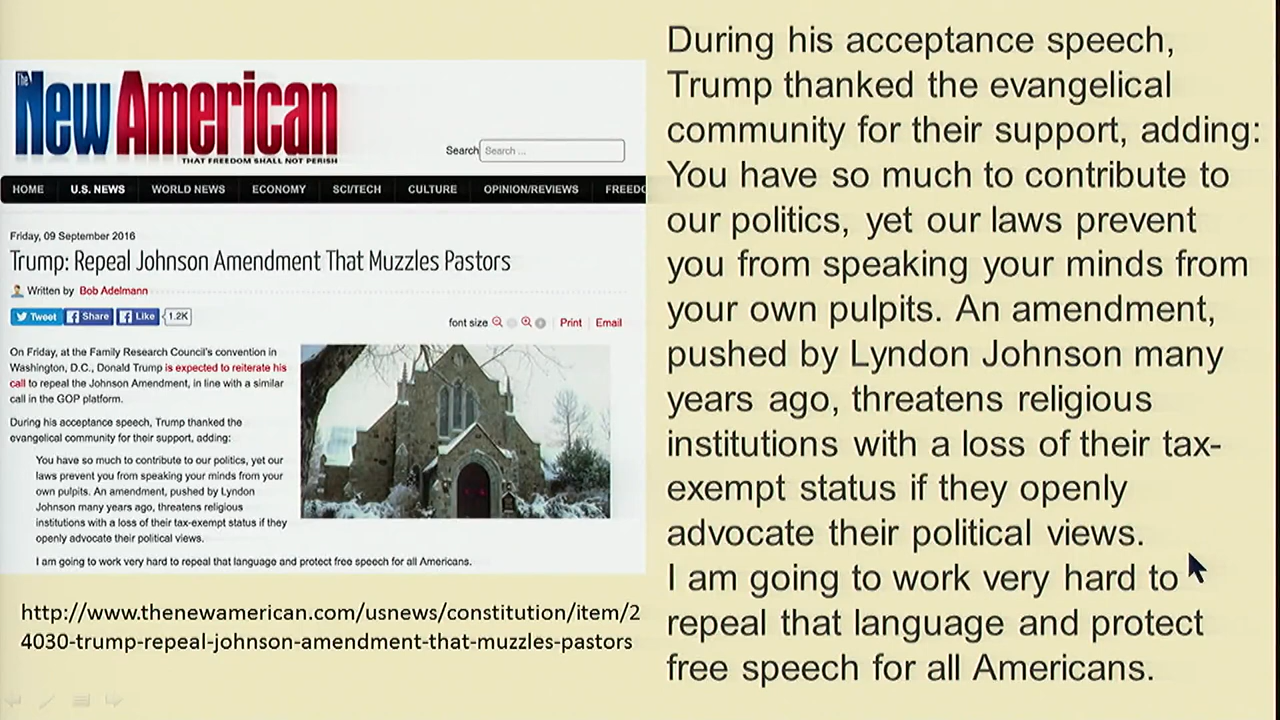 The New American
THAT FREEDOM SHALL NOT PERISH
Search Search ...
HOME U.S. NEWS WORLD NEWS ECONOMY SCI/TECH CULTURE OPINION/REVIEWS FREEDO
Friday, 09 September 2016
Trump: Repeal Johnson Amendment That Muzzles Pastors
Written by Bob Adelmann
Tweet Share Like 1.2K
font size Print Email
On Friday, at the Family Research Council's convention in
Washington, D.C., Donald Trump is expected to reiterate his
call to repeal the Johnson Amendment, in line with a similar
call in the GOP platform.
During his acceptance speech, Trump thanked the
evangelical community for their support, adding:
You have so much to contribute to our politics, yet our
laws prevent you from speaking your minds from your
own pulpits. An amendment, pushed by Lyndon
Johnson many years ago, threatens religious
institutions with a loss of their tax-exempt status if they
openly advocate their political views.
I am going to work very hard to repeal that language and protect free speech for all Americans.
http://www.thenewamerican.com/usnews/constitution/item/2
4030-trump-repeal-johnson-amendment-that-muzzles-pastors
During his acceptance speech,
Trump thanked the evangelical
community for their support, adding:
You have so much to contribute to
our politics, yet our laws prevent
you from speaking your minds from
your own pulpits. An amendment,
pushed by Lyndon Johnson many
years ago, threatens religious
institutions with a loss of their tax-
exempt status if they openly
advocate their political views.
I am going to work very hard to
repeal that language and protect
free speech for all Americans.